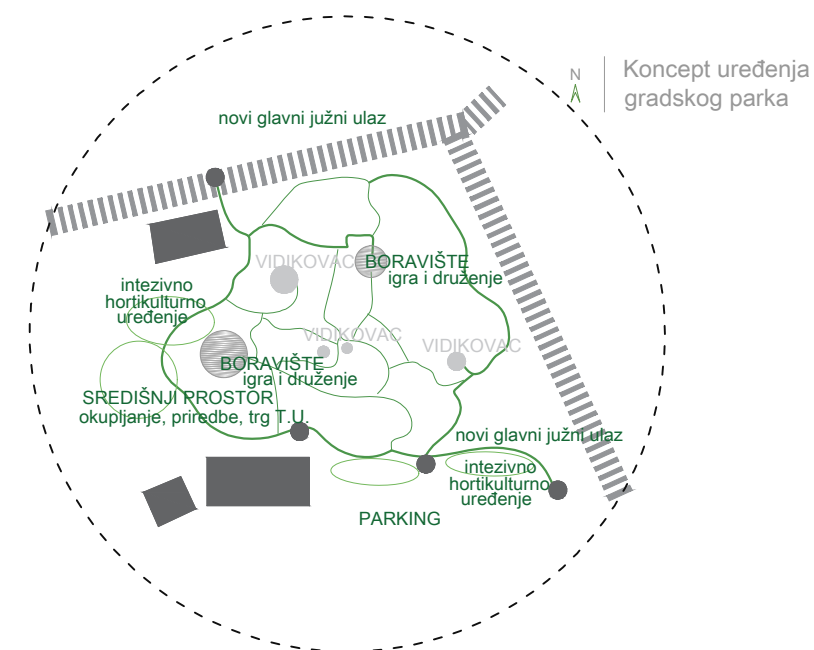 N
Koncept uređenja
gradskog parka
novi glavni južni ulaz
VIDIKOVAC
BORAVIŠTE
igra i druženje
intezivno
hortikulturno
uređenje
VIDIKOVAC
VIDIKOVAC
BORAVIŠTE
igra i druženje
SREDIŠNJI PROSTOR
okupljanje, priredbe, trg T.U.
novi glavni južni ulaz
intezivno
hortikulturno
uređenje
PARKING